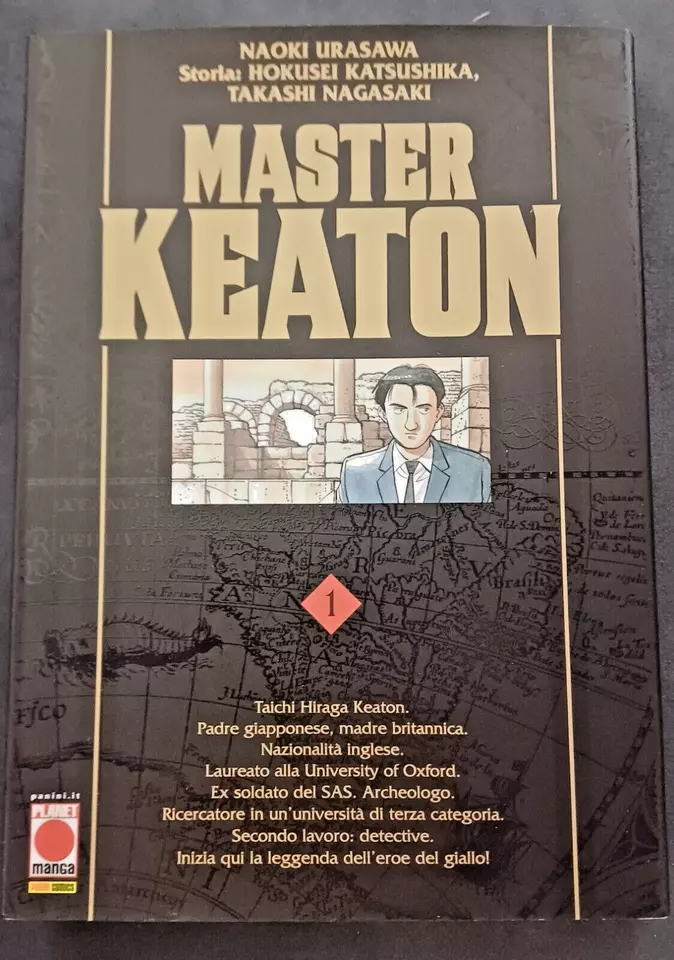 NAOKI URASAWA
Storia: HOKUSEI KATSUSHIKA,
TAKASHI NAGASAKI
MASTER
KEATON
1
Taichi Hiraga Keaton.
Padre giapponese, madre britannica.
Nazionalità inglese.
Laureato alla University of Oxford.
Ex soldato del SAS. Archeologo.
Ricercatore in un'università di terza categoria.
Secondo lavoro: detective.
Inizia qui la leggenda dell'eroe del giallo!
panini.it
PLANET
manga
PANINI COMICS